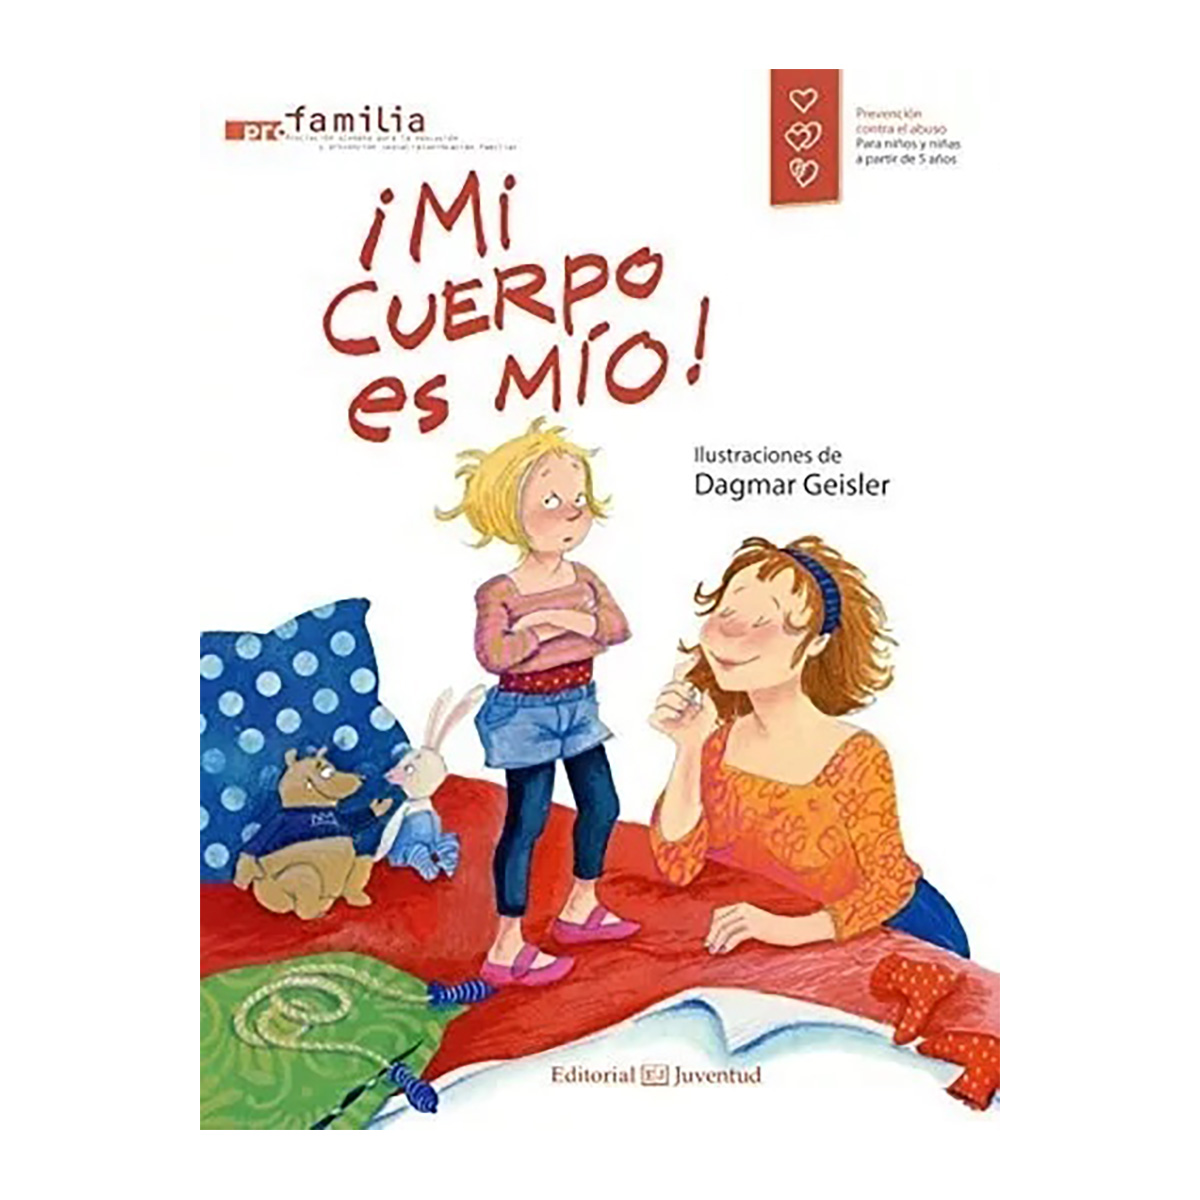 pro familia
¡Mi
CUERPO
es MÍO!
Prevención
contra el abuso
Para niños y niñas
a partir de 5 años
Ilustraciones de
Dagmar Geisler
Editorial EJ Juventud